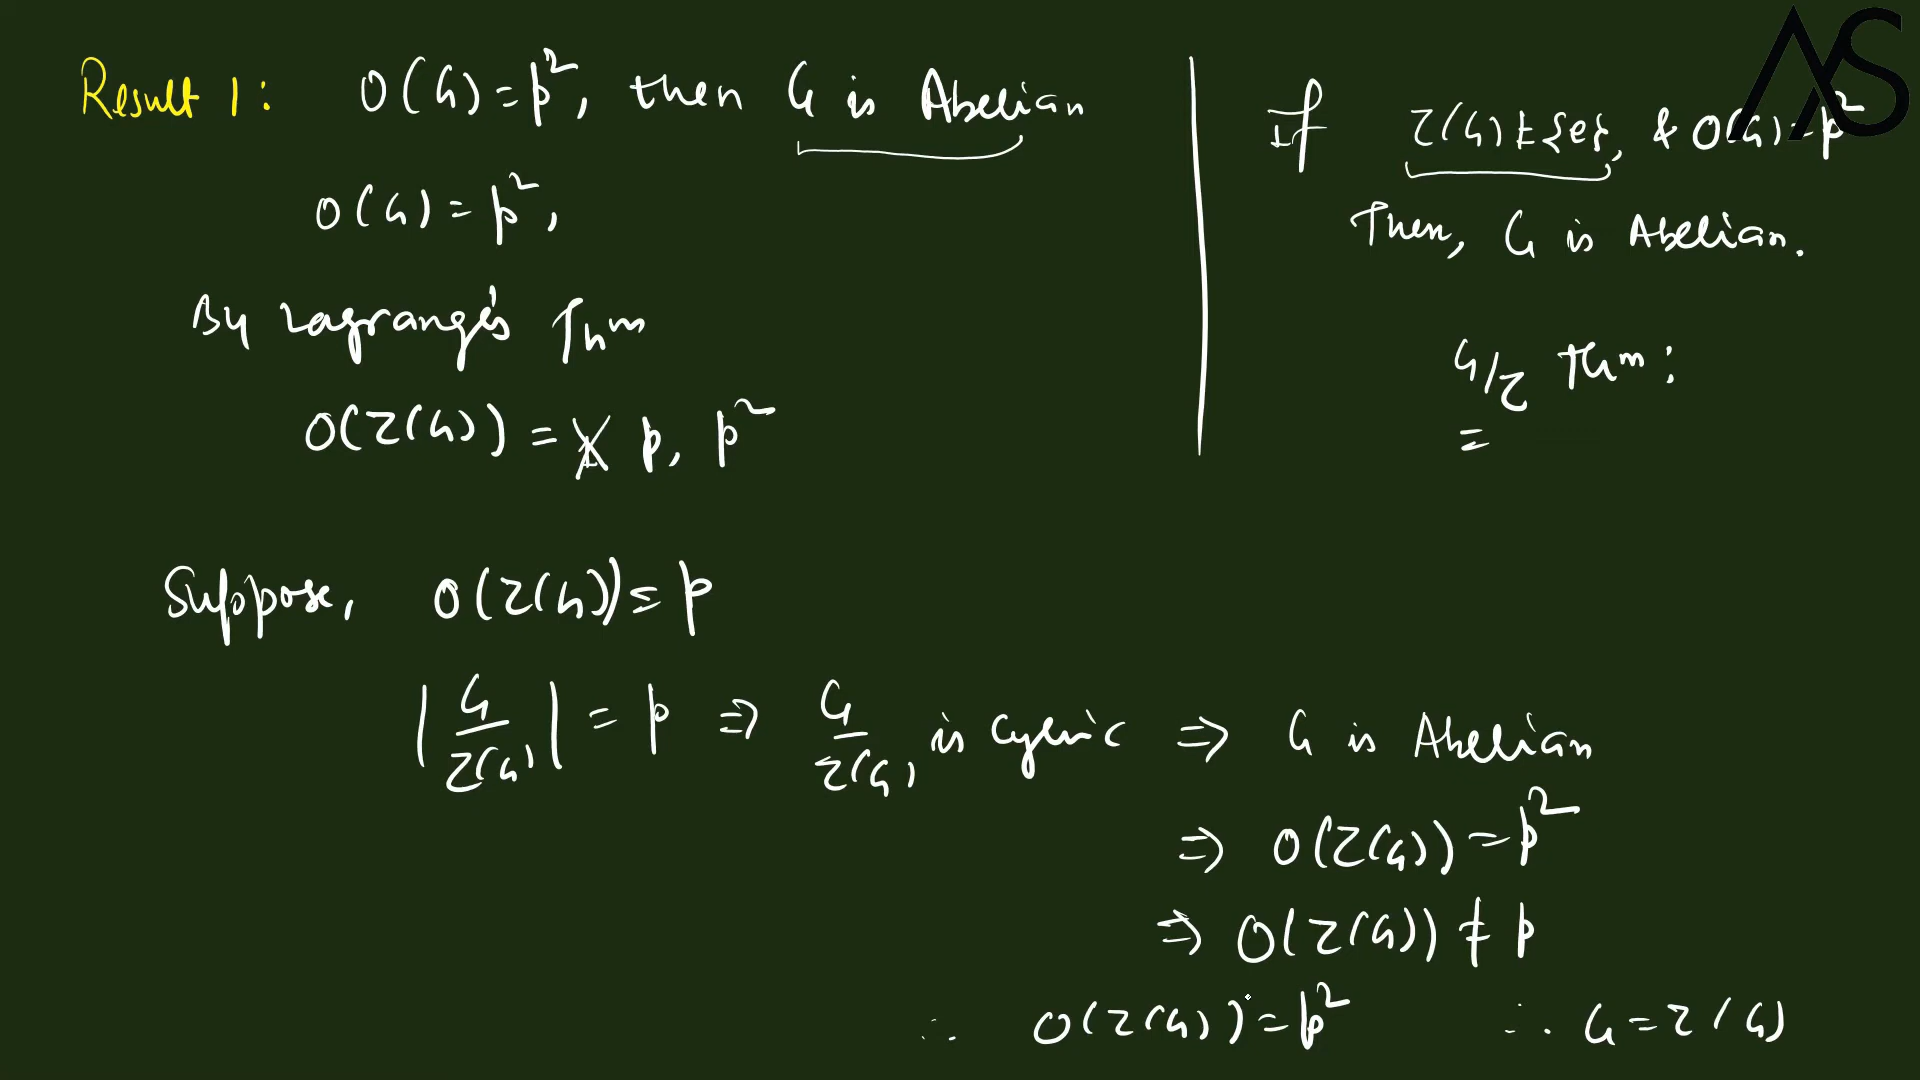 Result 1: O(G)=p², then G is Abelian
O(G)=p²,
By Lagrange's Thm
O(Z(G)) = 1 p, p²
If Z(G)≠{e}, & O(G)=p²
Then, G is Abelian.
G/Z Thm:
=
Suppose, O(Z(G))=p
|G/Z(G)| = p ⇒ G/Z(G) is Cyclic ⇒ G is Abelian
⇒ O(Z(G))=p²
⇒ O(Z(G)) ≠ p
∴ O(Z(G))=p² ∴ G=Z(G)
AS